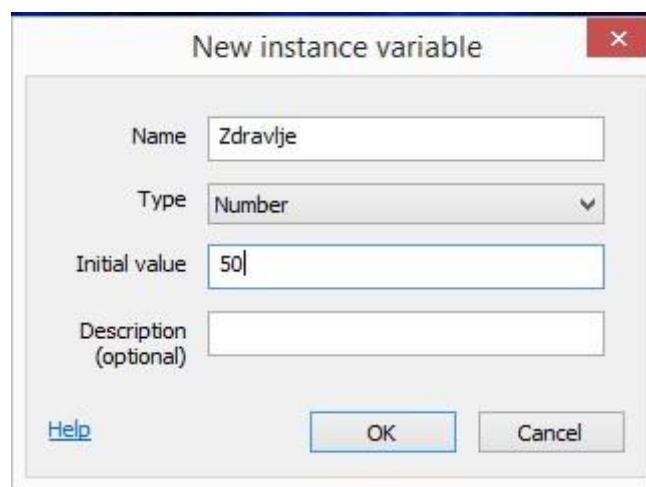 New instance variable
Name Zdravlje
Type Number
Initial value 50
Description
(optional)
Help OK Cancel